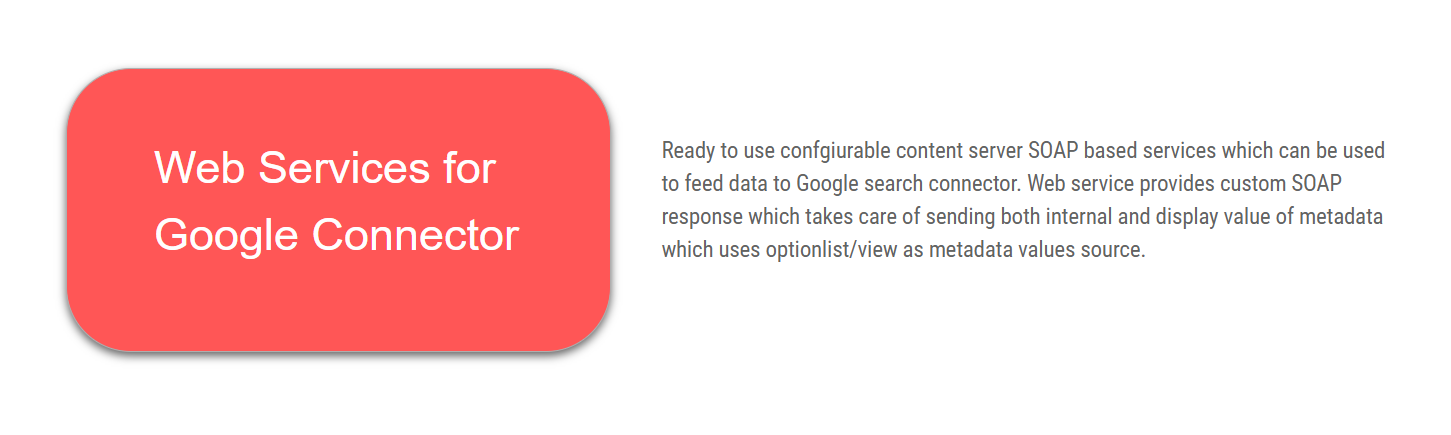 Web Services for
Google Connector
Ready to use confgiurable content server SOAP based services which can be used
to feed data to Google search connector. Web service provides custom SOAP
response which takes care of sending both internal and display value of metadata
which uses optionlist/view as metadata values source.